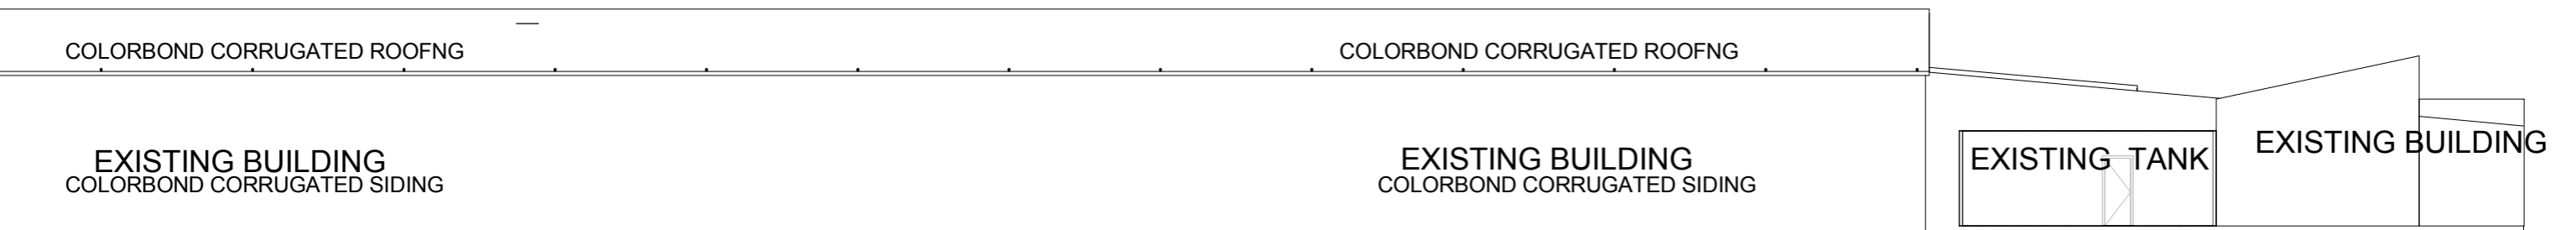 COLORBOND CORRUGATED ROOFNG
COLORBOND CORRUGATED ROOFNG
EXISTING BUILDING
COLORBOND CORRUGATED SIDING
EXISTING BUILDING
COLORBOND CORRUGATED SIDING
EXISTING TANK
EXISTING BUILDING